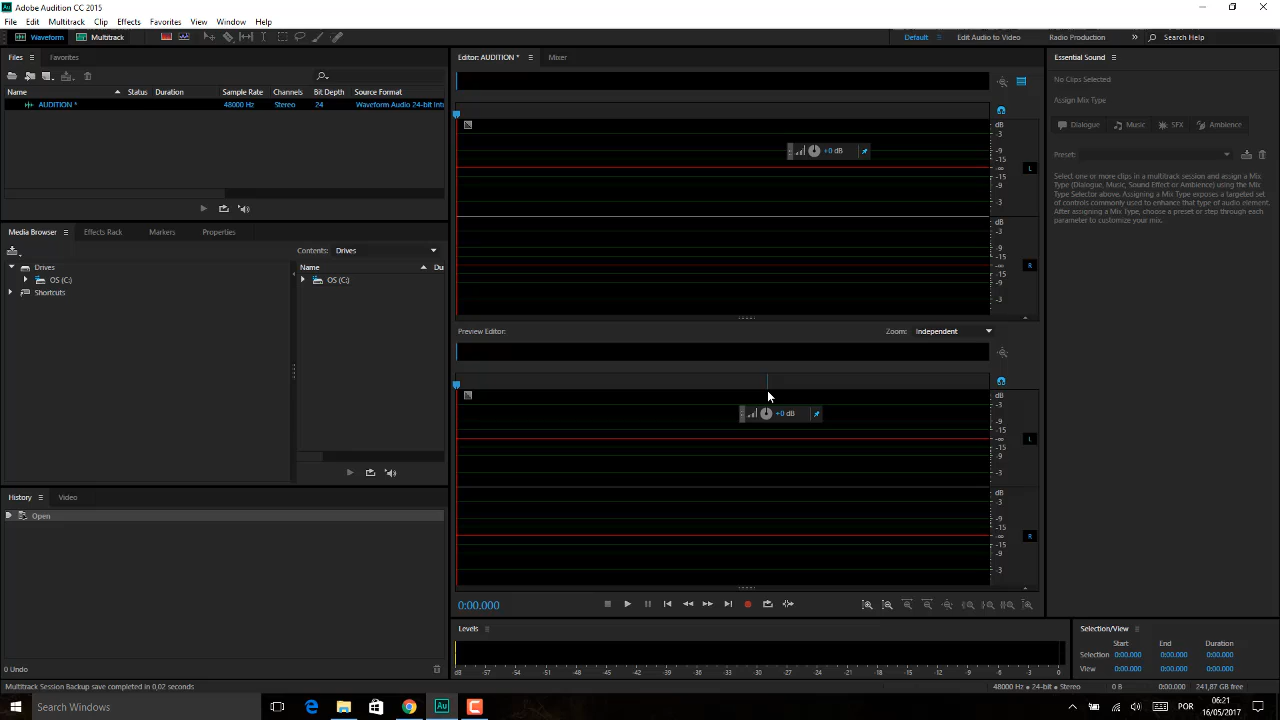 Au Adobe Audition CC 2015
File Edit Multitrack Clip Effects Favorites View Window Help
Waveform Multitrack Default Edit Audio to Video Radio Production >> Search Help
Files Favorites
Name Status Duration Sample Rate Channels Bit Depth Source Format
AUDITION * 48000 Hz Stereo 24 Waveform Audio 24-bit Int
Media Browser Effects Rack Markers Properties
Contents: Drives
Drives
OS (C:)
Shortcuts
Name Du
OS (C:)
History Video
Open
0 Undo
Editor: AUDITION * Mixer
+0 dB
dB
-3
-9
-15
-∞
-15
-9
-3
L
dB
-3
-9
-15
-∞
-15
-9
-3
R
Preview Editor: Zoom: Independent
+0 dB
dB
-3
-9
-15
-∞
-15
-9
-3
L
dB
-3
-9
-15
-∞
-15
-9
-3
R
0:00.000
Levels
dB -57 -54 -51 -48 -45 -42 -39 -36 -33 -30 -27 -24 -21 -18 -15 -12 -9 -6 -3 0
Essential Sound
No Clips Selected
Assign Mix Type
Dialogue Music SFX Ambience
Preset:
Select one or more clips in a multitrack session and assign a Mix
Type (Dialogue, Music, Sound Effect or Ambience) using the Mix
Type Selector above. Assigning a Mix Type exposes a targeted set
of controls commonly used to enhance that type of audio element.
After assigning a Mix Type, choose a preset or step through each
parameter to customize your mix.
Selection/View
Start End Duration
Selection 0:00.000 0:00.000 0:00.000
View 0:00.000 0:00.000 0:00.000
Multitrack Session Backup save completed in 0,02 seconds
48000 Hz • 24-bit • Stereo 0 B 0:00.000 241,87 GB free
Search Windows
Au
POR
06:21
16/05/2017